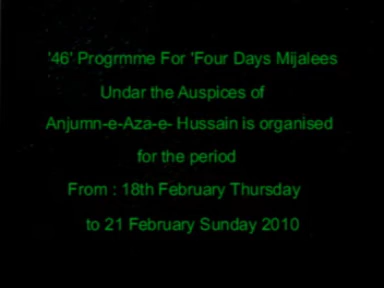 '46' Progrmme For 'Four Days Mijalees
Undar the Auspices of
Anjumn-e-Aza-e- Hussain is organised
for the period
From : 18th February Thursday
to 21 February Sunday 2010